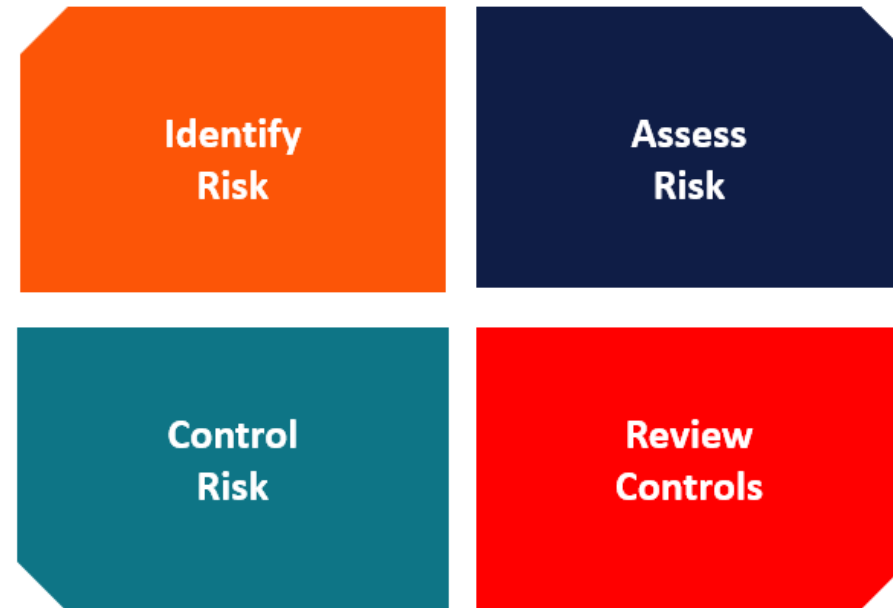 Identify
Risk
Assess
Risk
Control
Risk
Review
Controls